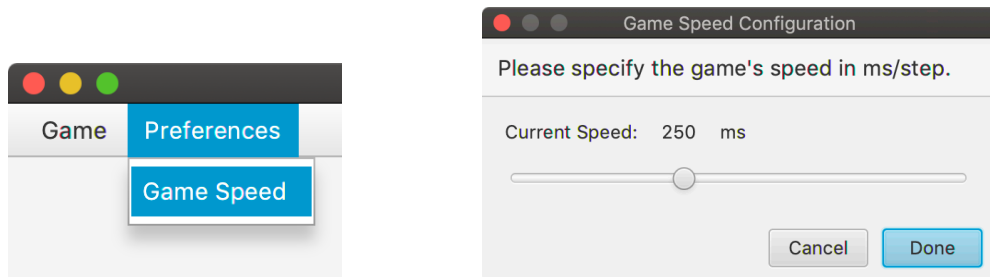 Game Preferences
Game Speed
Game Speed Configuration
Please specify the game's speed in ms/step.
Current Speed: 250 ms
Cancel Done